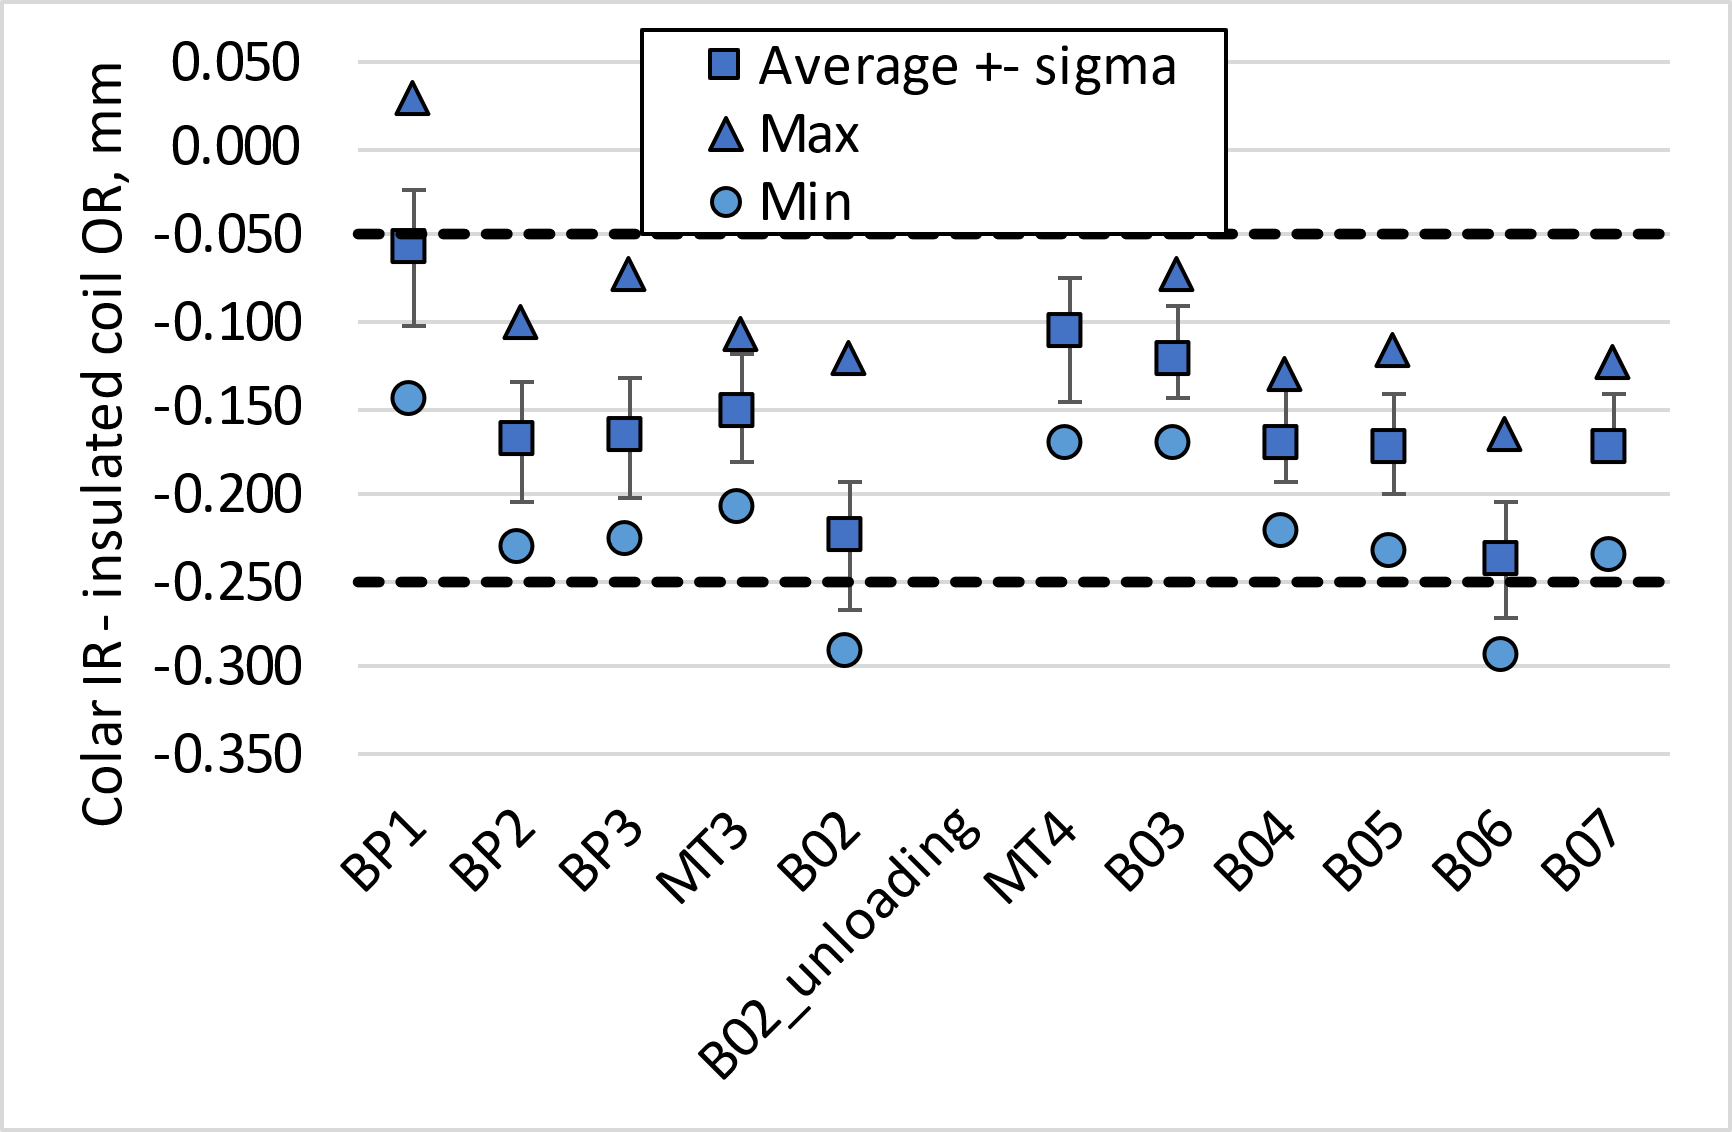 Colar IR - insulated coil OR, mm
0.050
0.000
-0.050
-0.100
-0.150
-0.200
-0.250
-0.300
-0.350
Average +- sigma
Max
Min
BP1
BP2
BP3
MT3
B02
B02_unloading
MT4
B03
B04
B05
B06
B07